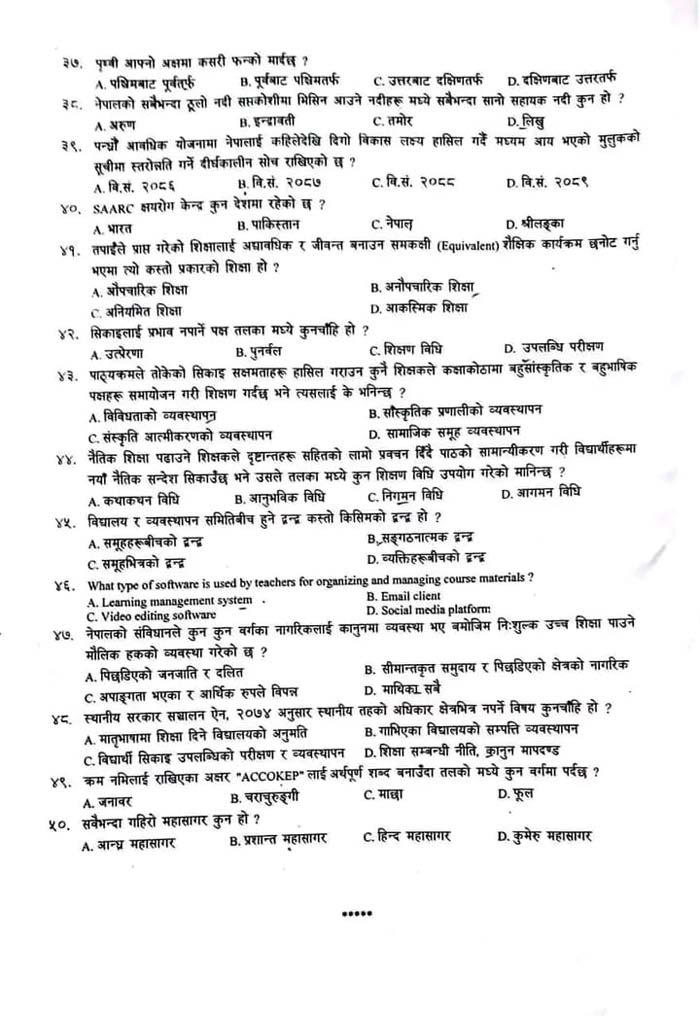 ३७. पृथ्वी आफ्नो अक्षमा कसरी फन्को मार्दछ ?
A. पश्चिमबाट पूर्वतर्फ B. पूर्वबाट पश्चिमतर्फ C. उत्तरबाट दक्षिणतर्फ D. दक्षिणबाट उत्तरतर्फ
३८. नेपालको सबैभन्दा ठूलो नदी सप्तकोशीमा मिसिन आउने नदीहरू मध्ये सबैभन्दा सानो सहायक नदी कुन हो ?
A. अरुण B. इन्द्रावती C. तमोर D. लिखु
३९. पन्ध्रौं आवधिक योजनामा नेपालाई कहिलेदेखि दिगो विकास लक्ष्य हासिल गर्दै मध्यम आय भएको मुलुकको
सूचीमा स्तरोन्नति गर्ने दीर्घकालीन सोच राखिएको छ ?
A. वि.सं. २०८६ B. वि.सं. २०८७ C. वि.सं. २०८८ D. वि.सं. २०८९
४०. SAARC क्षयरोग केन्द्र कुन देशमा रहेको छ ?
A. भारत B. पाकिस्तान C. नेपाल D. श्रीलङ्का
४१. तपाईंले प्राप्त गरेको शिक्षालाई अद्यावधिक र जीवन्त बनाउन समकक्षी (Equivalent) शैक्षिक कार्यक्रम छनोट गर्नु
भएमा त्यो कस्तो प्रकारको शिक्षा हो ?
A. औपचारिक शिक्षा B. अनौपचारिक शिक्षा
C. अनियमित शिक्षा D. आकस्मिक शिक्षा
४२. सिकाइलाई प्रभाव नपार्ने पक्ष तलका मध्ये कुनचाँहि हो ?
A. उत्प्रेरणा B. पुनर्वल C. शिक्षण विधि D. उपलब्धि परीक्षण
४३. पाठ्यक्रमले तोकेको सिकाइ सक्षमताहरू हासिल गराउन कुनै शिक्षकले कक्षाकोठामा बहुसाँस्कृतिक र बहुभाषिक
पक्षहरू समायोजन गरी शिक्षण गर्दछ भने त्यसलाई के भनिन्छ ?
A. विविधताको व्यवस्थापन B. साँस्कृतिक प्रणालीको व्यवस्थापन
C. संस्कृति आत्मीकरणको व्यवस्थापन D. सामाजिक समूह व्यवस्थापन
४४. नैतिक शिक्षा पढाउने शिक्षकले दृष्टान्तहरू सहितको लामो प्रवचन दिँदै पाठको सामान्यीकरण गरी विद्यार्थीहरूमा
नयाँ नैतिक सन्देश सिकाउँछ भने उसले तलका मध्ये कुन शिक्षण विधि उपयोग गरेको मानिन्छ ?
A. कथाकथन विधि B. आनुभविक विधि C. निगमन विधि D. आगमन विधि
४५. विद्यालय र व्यवस्थापन समितिबीच हुने द्वन्द्व कस्तो किसिमको द्वन्द्व हो ?
A. समूहहरूबीचको द्वन्द्व B. सङ्गठनात्मक द्वन्द्व
C. समूहभित्रको द्वन्द्व D. व्यक्तिहरूबीचको द्वन्द्व
४६. What type of software is used by teachers for organizing and managing course materials ?
A. Learning management system B. Email client
C. Video editing software D. Social media platform
४७. नेपालको संविधानले कुन कुन वर्गका नागरिकलाई कानुनमा व्यवस्था भए बमोजिम निःशुल्क उच्च शिक्षा पाउने
मौलिक हकको व्यवस्था गरेको छ ?
A. पिछडिएको जनजाति र दलित B. सीमान्तकृत समुदाय र पिछडिएको क्षेत्रको नागरिक
C. अपाङ्गता भएका र आर्थिक रुपले विपन्न D. माथिका सबै
४८. स्थानीय सरकार सञ्चालन ऐन, २०७४ अनुसार स्थानीय तहको अधिकार क्षेत्रभित्र नपर्ने विषय कुनचाँहि हो ?
A. मातृभाषामा शिक्षा दिने विद्यालयको अनुमति B. गाभिएका विद्यालयको सम्पत्ति व्यवस्थापन
C. विद्यार्थी सिकाइ उपलब्धिको परीक्षण र व्यवस्थापन D. शिक्षा सम्बन्धी नीति, कानुन मापदण्ड
४९. क्रम नमिलाई राखिएका अक्षर "ACCOKEP" लाई अर्थपूर्ण शब्द बनाउँदा तलको मध्ये कुन वर्गमा पर्दछ ?
A. जनावर B. चराचुरुङ्गी C. माछा D. फूल
५०. सबैभन्दा गहिरो महासागर कुन हो ?
A. आन्ध्र महासागर B. प्रशान्त महासागर C. हिन्द महासागर D. कुमेरु महासागर
*****